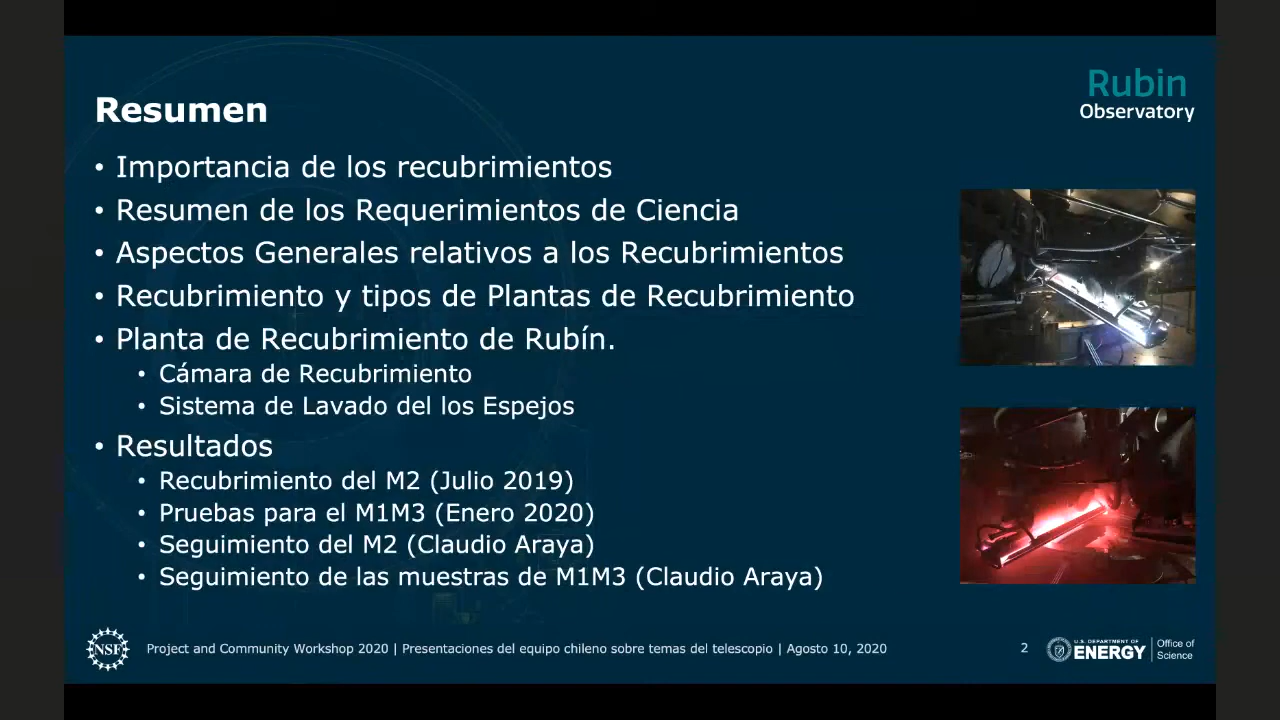 Resumen
Rubin
Observatory
• Importancia de los recubrimientos
• Resumen de los Requerimientos de Ciencia
• Aspectos Generales relativos a los Recubrimientos
• Recubrimiento y tipos de Plantas de Recubrimiento
• Planta de Recubrimiento de Rubín.
• Cámara de Recubrimiento
• Sistema de Lavado del los Espejos
• Resultados
• Recubrimiento del M2 (Julio 2019)
• Pruebas para el M1M3 (Enero 2020)
• Seguimiento del M2 (Claudio Araya)
• Seguimiento de las muestras de M1M3 (Claudio Araya)
NSF
Project and Community Workshop 2020 | Presentaciones del equipo chileno sobre temas del telescopio | Agosto 10, 2020
2
U.S. DEPARTMENT OF
ENERGY
Office of
Science